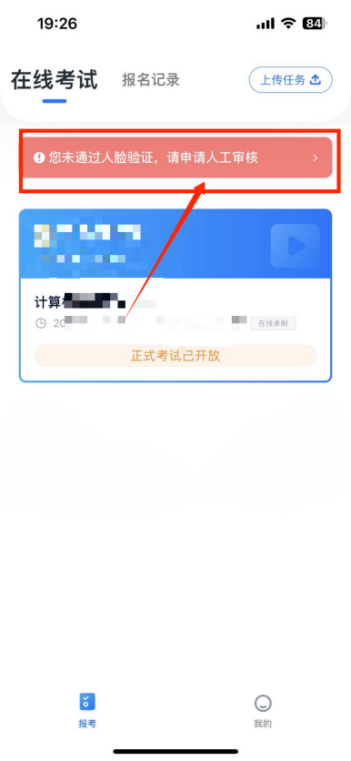 19:26
84
在线考试
报名记录
上传任务
您未通过人脸验证，请申请人工审核
计算
20
在线录制
正式考试已开放
报考
我的